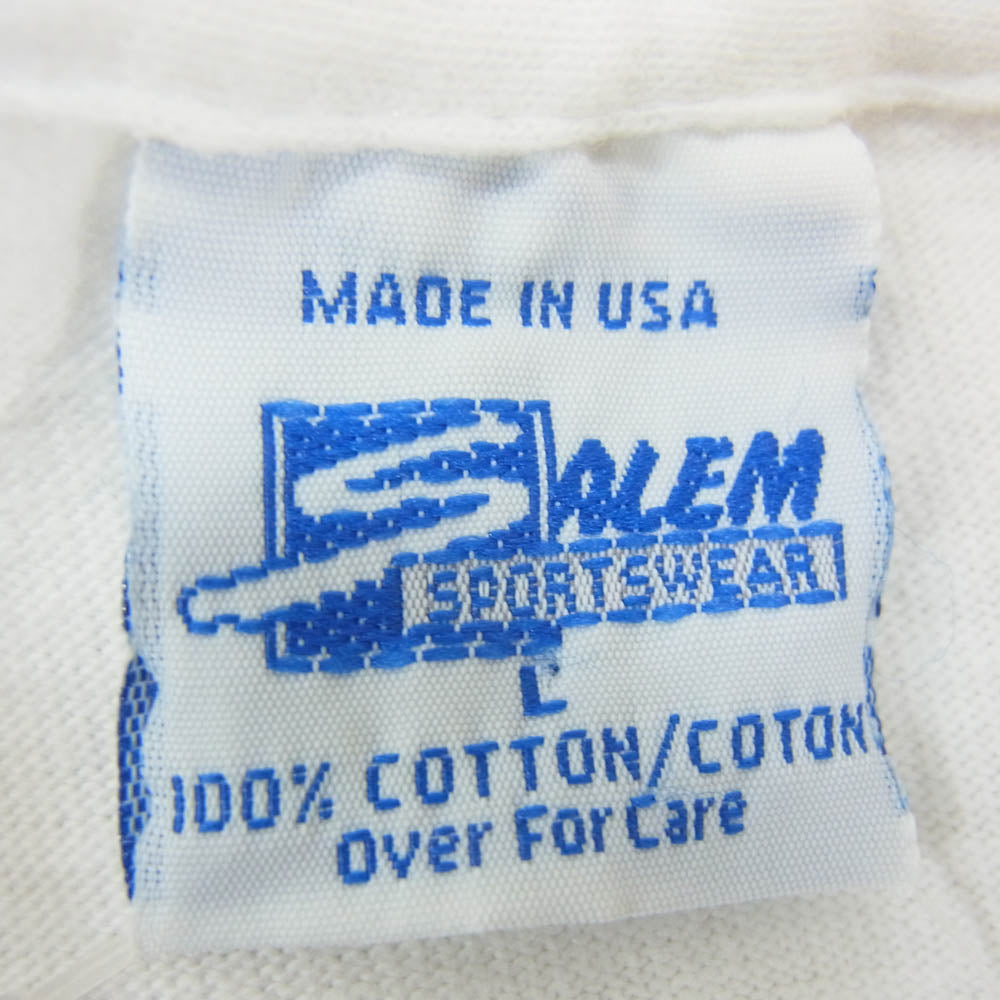 MADE IN USA
SALEM
SPORTSWEAR
L
100% COTTON/COTON
Over For Care